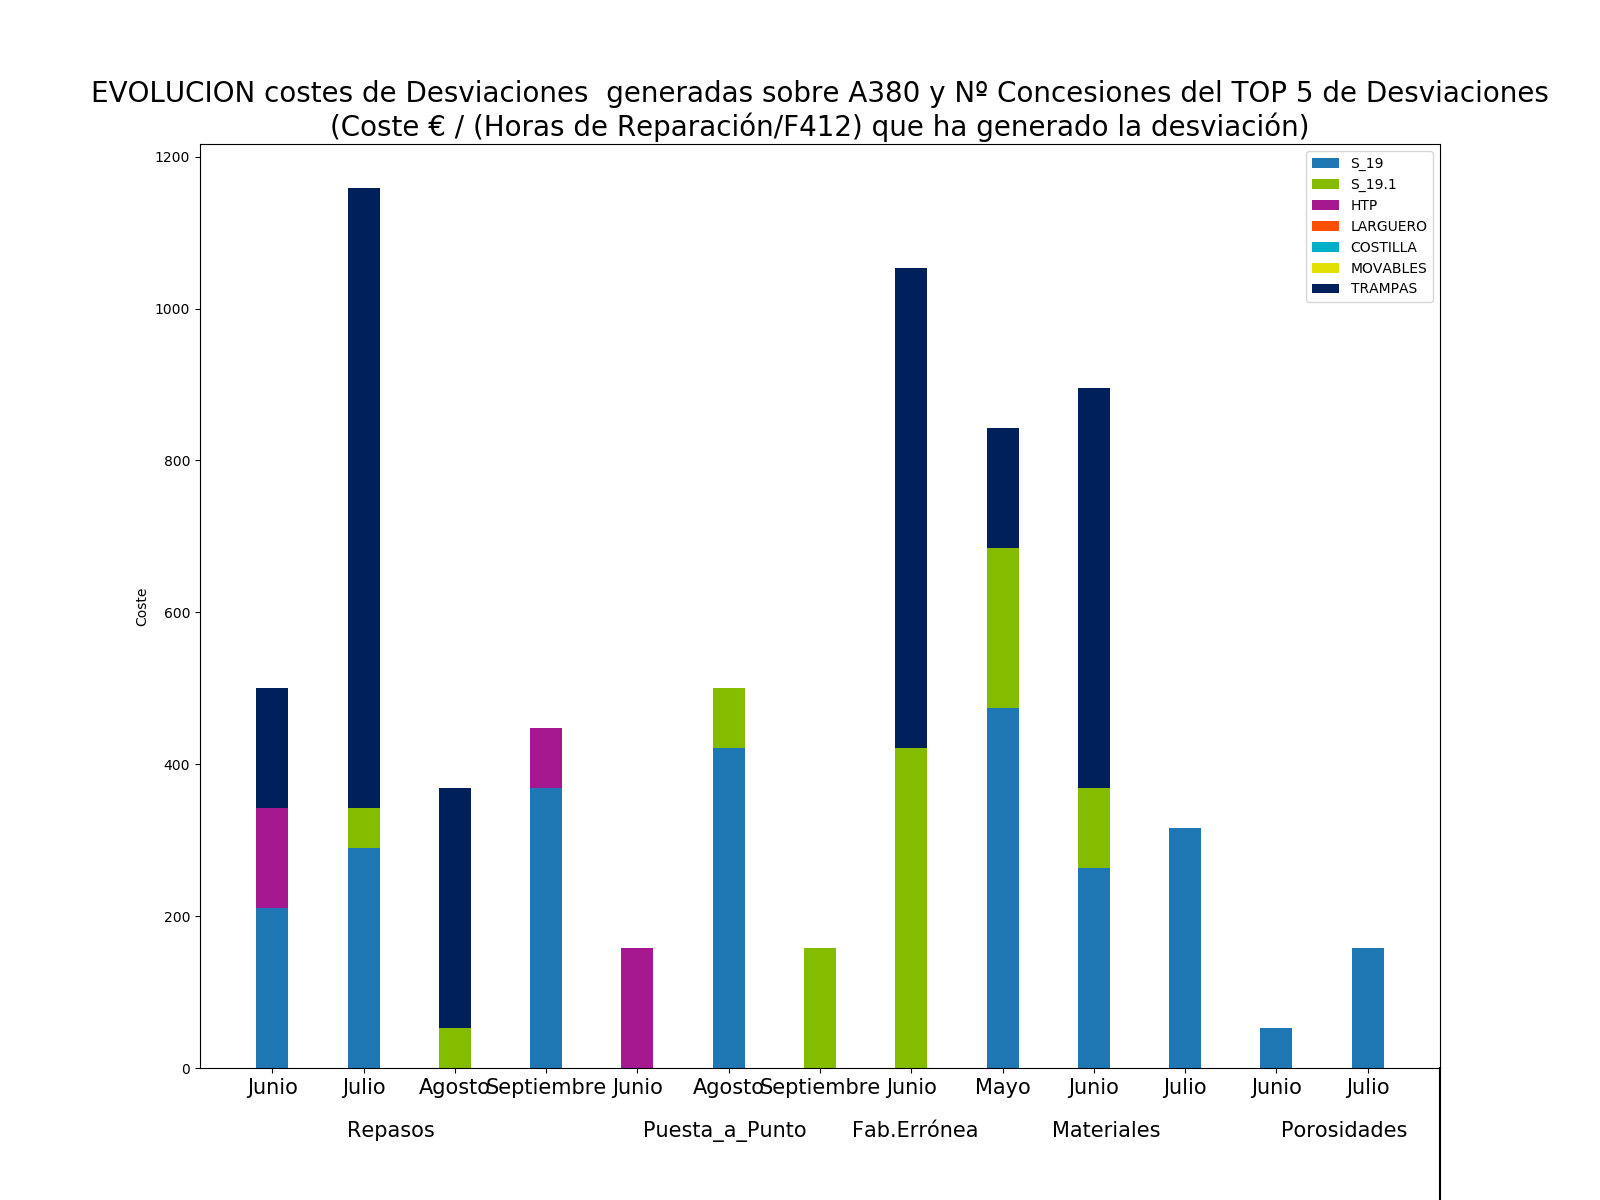 EVOLUCION costes de Desviaciones  generadas sobre A380 y Nº Concesiones del TOP 5 de Desviaciones
(Coste € / (Horas de Reparación/F412) que ha generado la desviación)
1200
1000
800
600
400
200
0
Coste
S_19
S_19.1
HTP
LARGUERO
COSTILLA
MOVABLES
TRAMPAS
Junio Julio Agosto Septiembre Junio Agosto Septiembre Junio Mayo Junio Julio Junio Julio
Repasos Puesta_a_Punto Fab.Errónea Materiales Porosidades